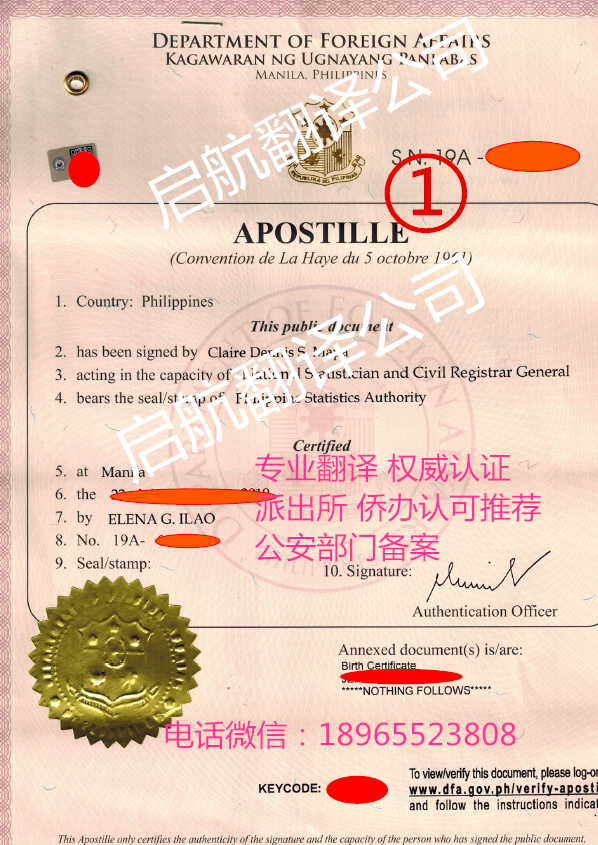 DEPARTMENT OF FOREIGN AFFAIRS
KAGAWARAN NG UGNAYANG PANLABAS
MANILA, PHILIPPINES
REPUBLIKA NG PILIPINAS
S.N. 19A -
启航翻译公司
①
APOSTILLE
(Convention de La Haye du 5 octobre 1961)
1. Country: Philippines
This public document
2. has been signed by Claire Dennis S. Mapa
3. acting in the capacity of National Statistician and Civil Registrar General
4. bears the seal/stamp of Philippine Statistics Authority
启航翻译公司
Certified
5. at Manila
专业翻译 权威认证
6. the 2019
派出所 侨办认可推荐
7. by ELENA G. ILAO
8. No. 19A-
公安部门备案
9. Seal/stamp:
10. Signature:
Authentication Officer
Annexed document(s) is/are:
Birth Certificate
*****NOTHING FOLLOWS*****
电话微信：18965523808
KEYCODE:
To view/verify this document, please log-on
www.dfa.gov.ph/verify-aposti
and follow the instructions indicat
This Apostille only certifies the authenticity of the signature and the capacity of the person who has signed the public document,